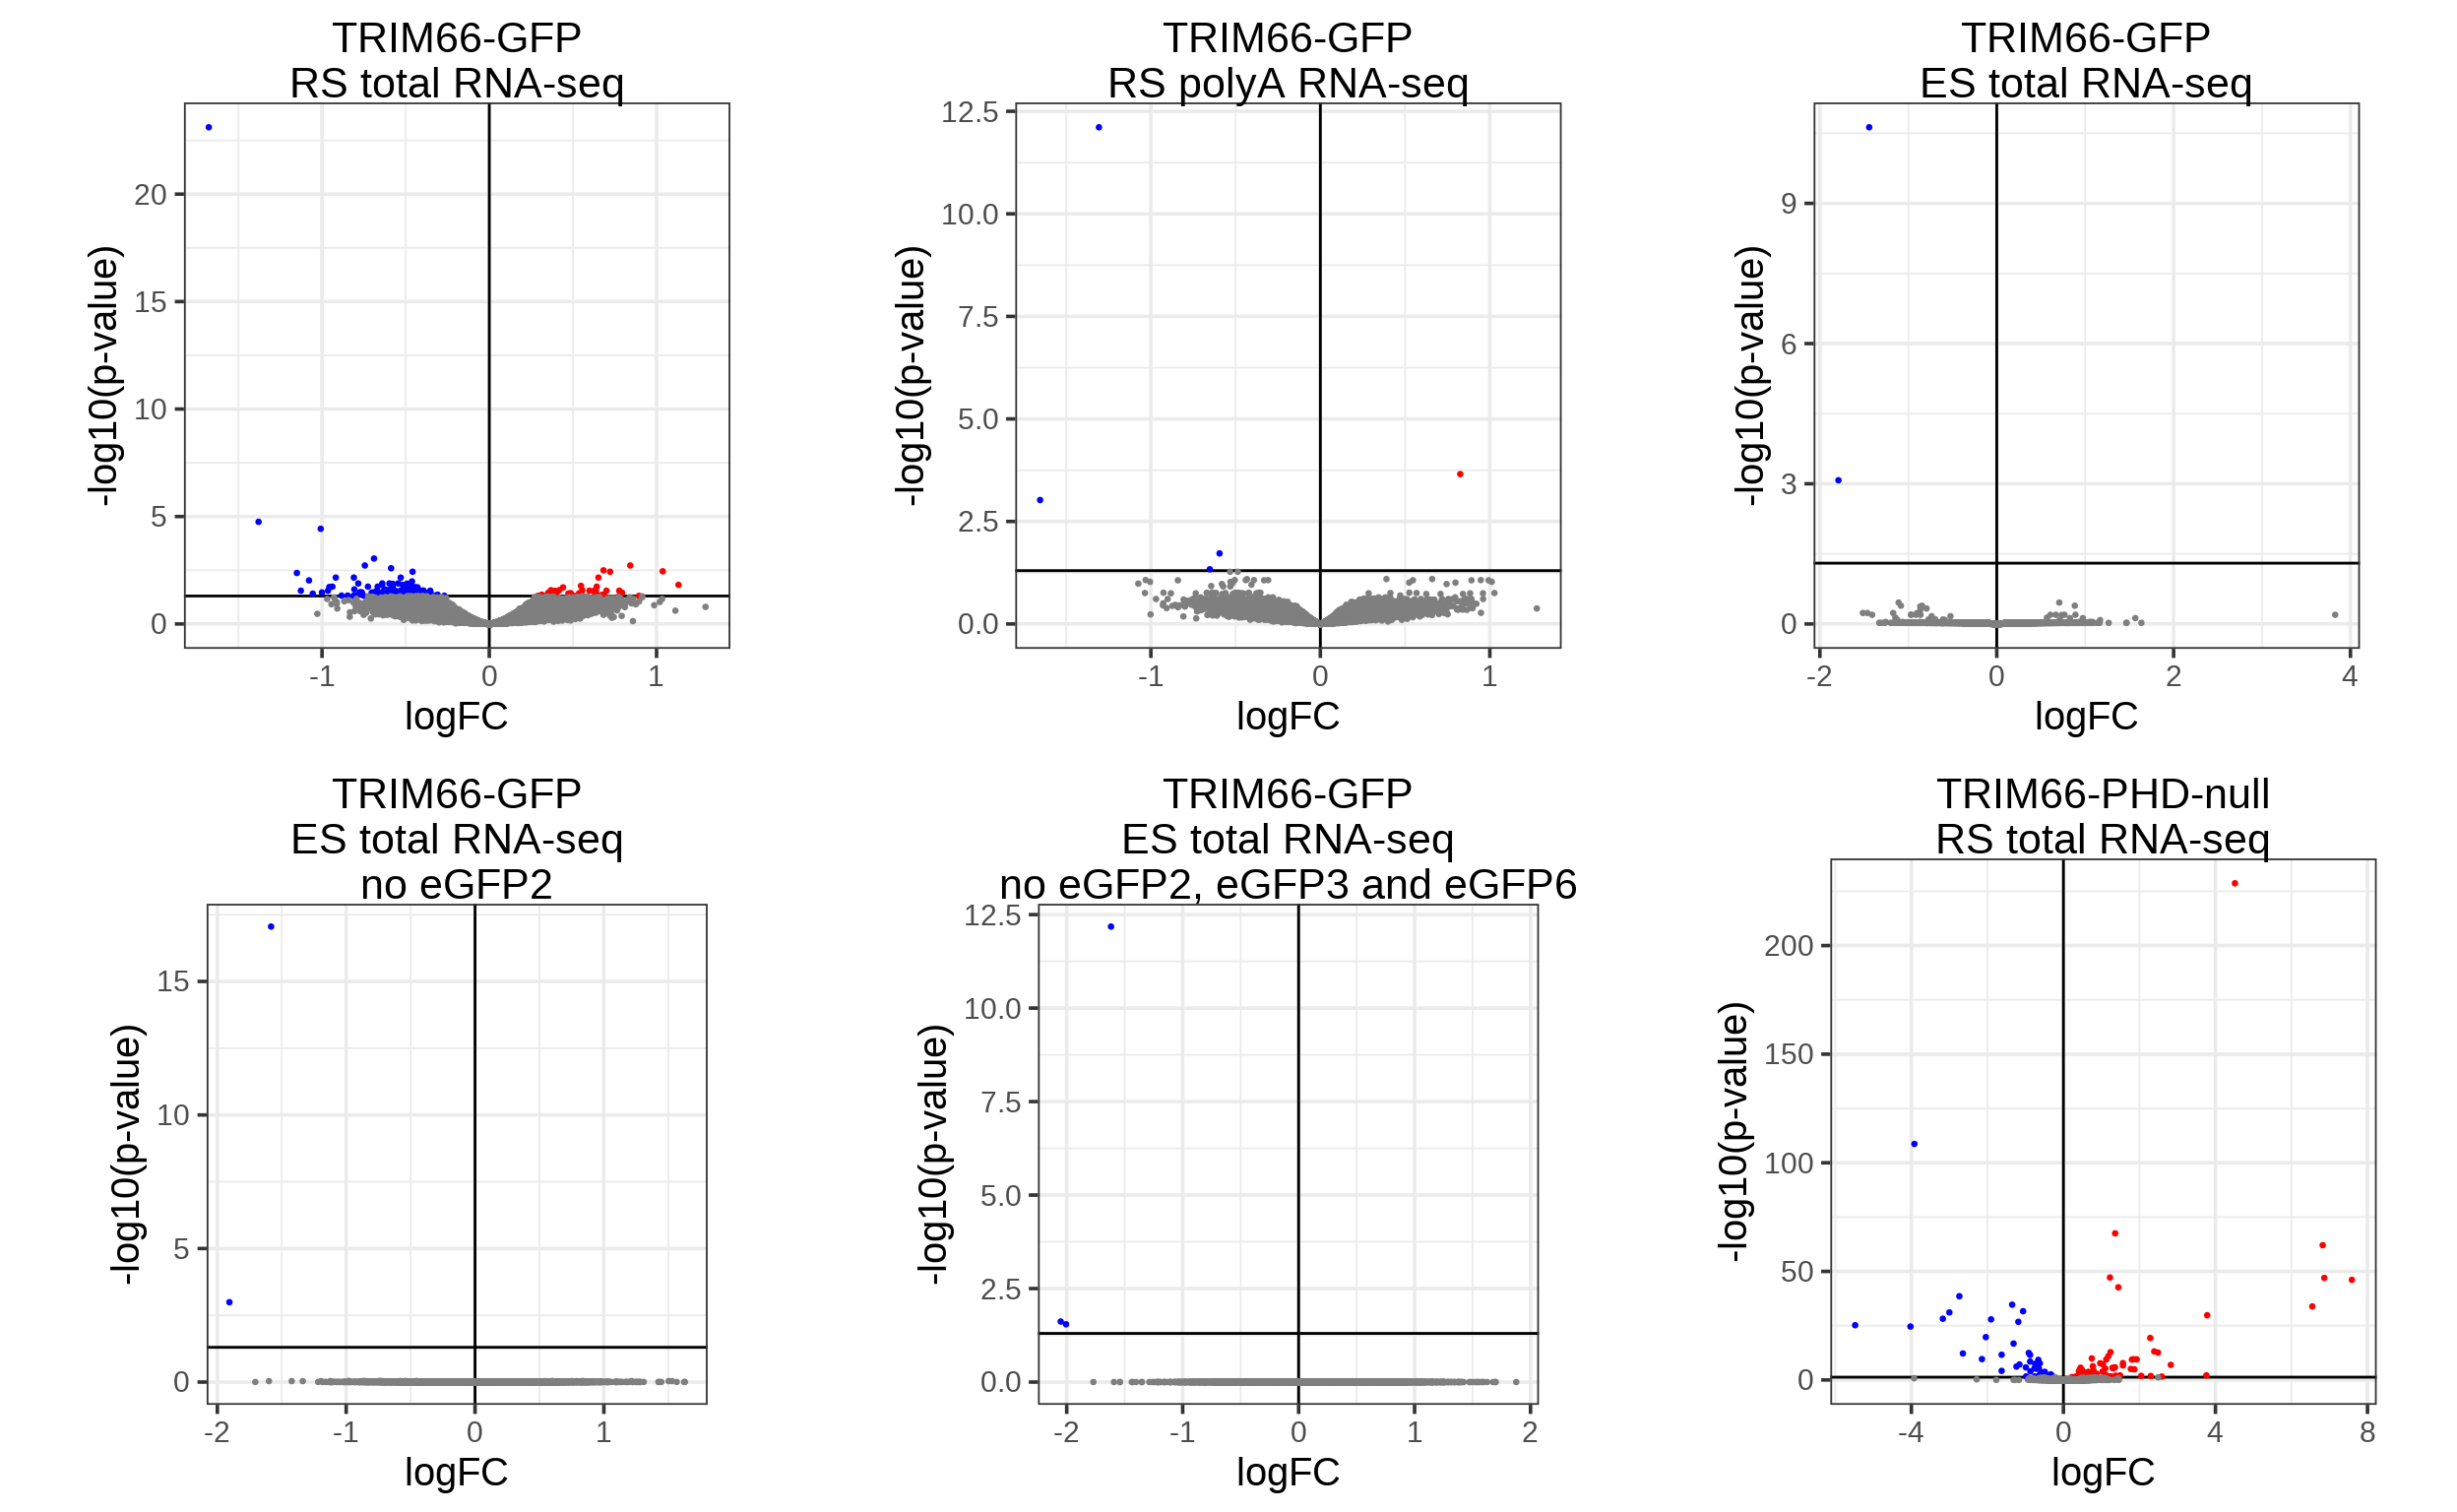 TRIM66-GFP
RS total RNA-seq
-log10(p-value)
20
15
10
5
0
-1
0
1
logFC
TRIM66-GFP
RS polyA RNA-seq
-log10(p-value)
12.5
10.0
7.5
5.0
2.5
0.0
-1
0
1
logFC
TRIM66-GFP
ES total RNA-seq
-log10(p-value)
9
6
3
0
-2
0
2
4
logFC
TRIM66-GFP
ES total RNA-seq
no eGFP2
-log10(p-value)
15
10
5
0
-2
-1
0
1
logFC
TRIM66-GFP
ES total RNA-seq
no eGFP2, eGFP3 and eGFP6
-log10(p-value)
12.5
10.0
7.5
5.0
2.5
0.0
-2
-1
0
1
2
logFC
TRIM66-PHD-null
RS total RNA-seq
-log10(p-value)
200
150
100
50
0
-4
0
4
8
logFC